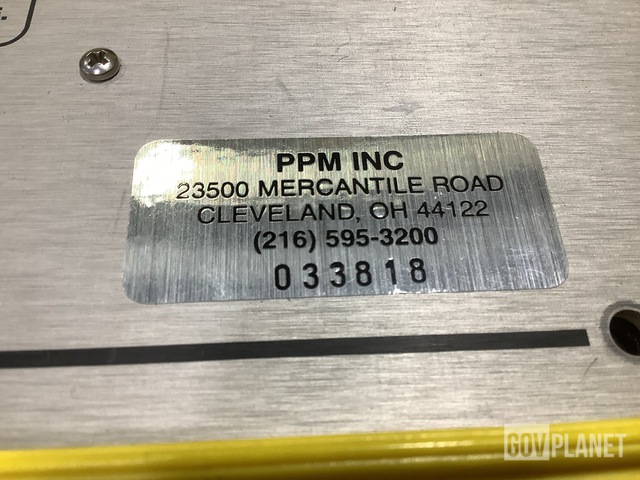 PPM INC
23500 MERCANTILE ROAD
CLEVELAND, OH 44122
(216) 595-3200
033818
GOVPLANET